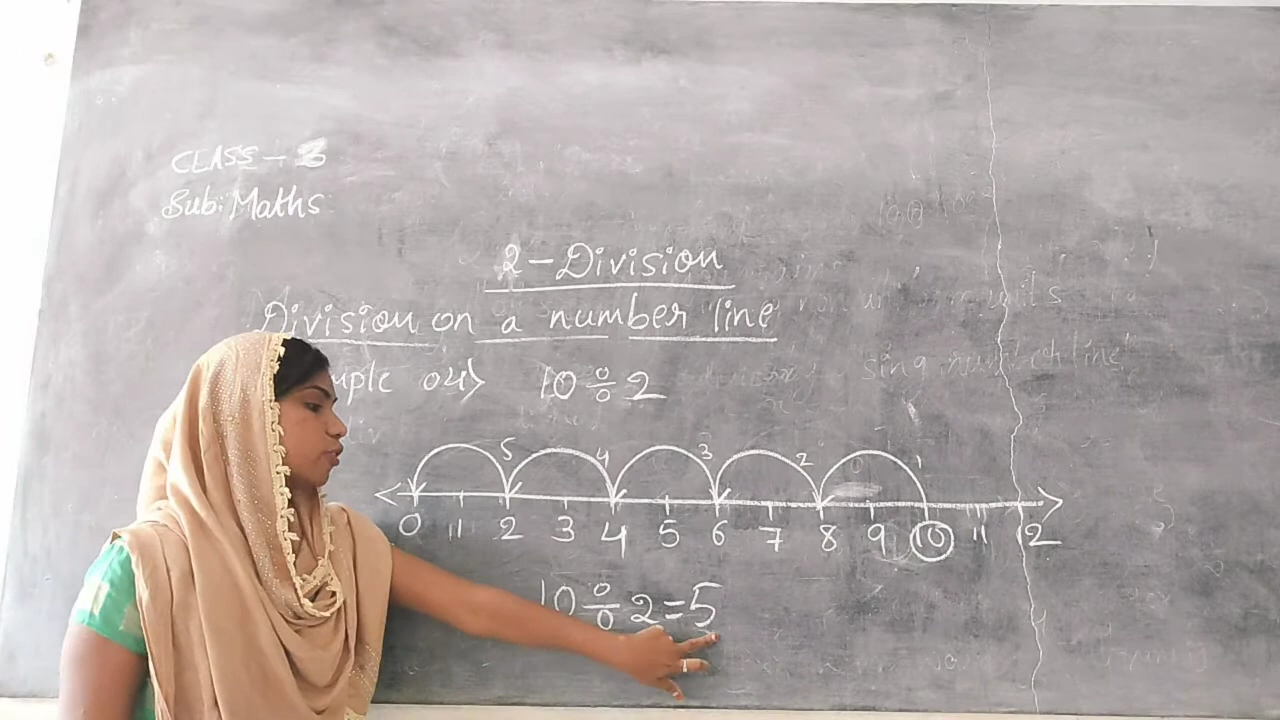 CLASS - 3
Sub: Maths
2 - Division
Division on a number line
04> 10 ÷ 2
5 4 3 2 1
0 1 2 3 4 5 6 7 8 9 10 11 12
10 ÷ 2 = 5